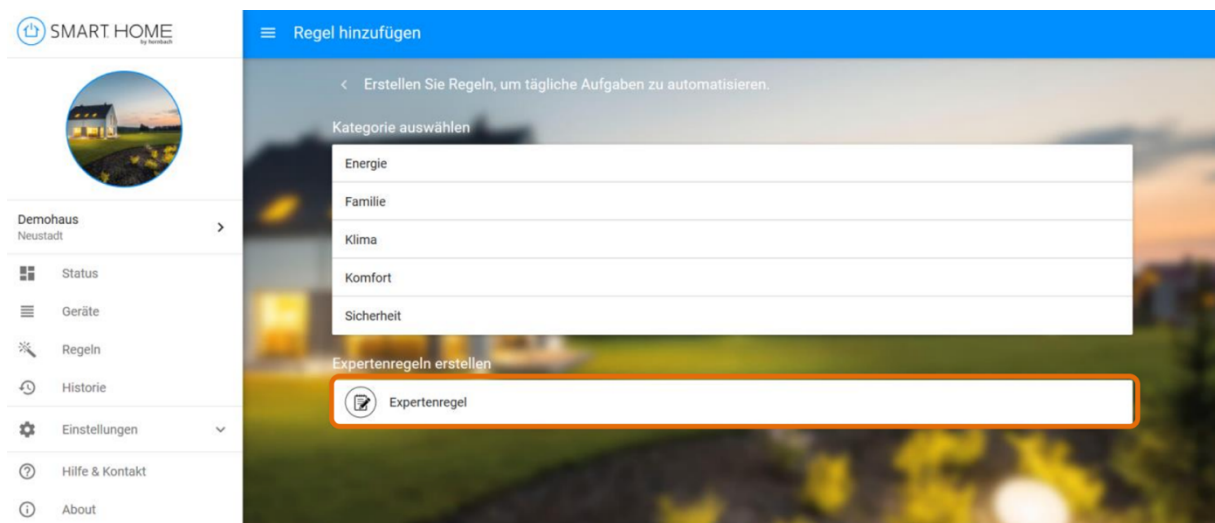 SMART HOME
by hornbach
Demohaus
Neustadt
Status
Geräte
Regeln
Historie
Einstellungen
Hilfe & Kontakt
About
Regel hinzufügen
Erstellen Sie Regeln, um tägliche Aufgaben zu automatisieren.
Kategorie auswählen
Energie
Familie
Klima
Komfort
Sicherheit
Expertenregeln erstellen
Expertenregel